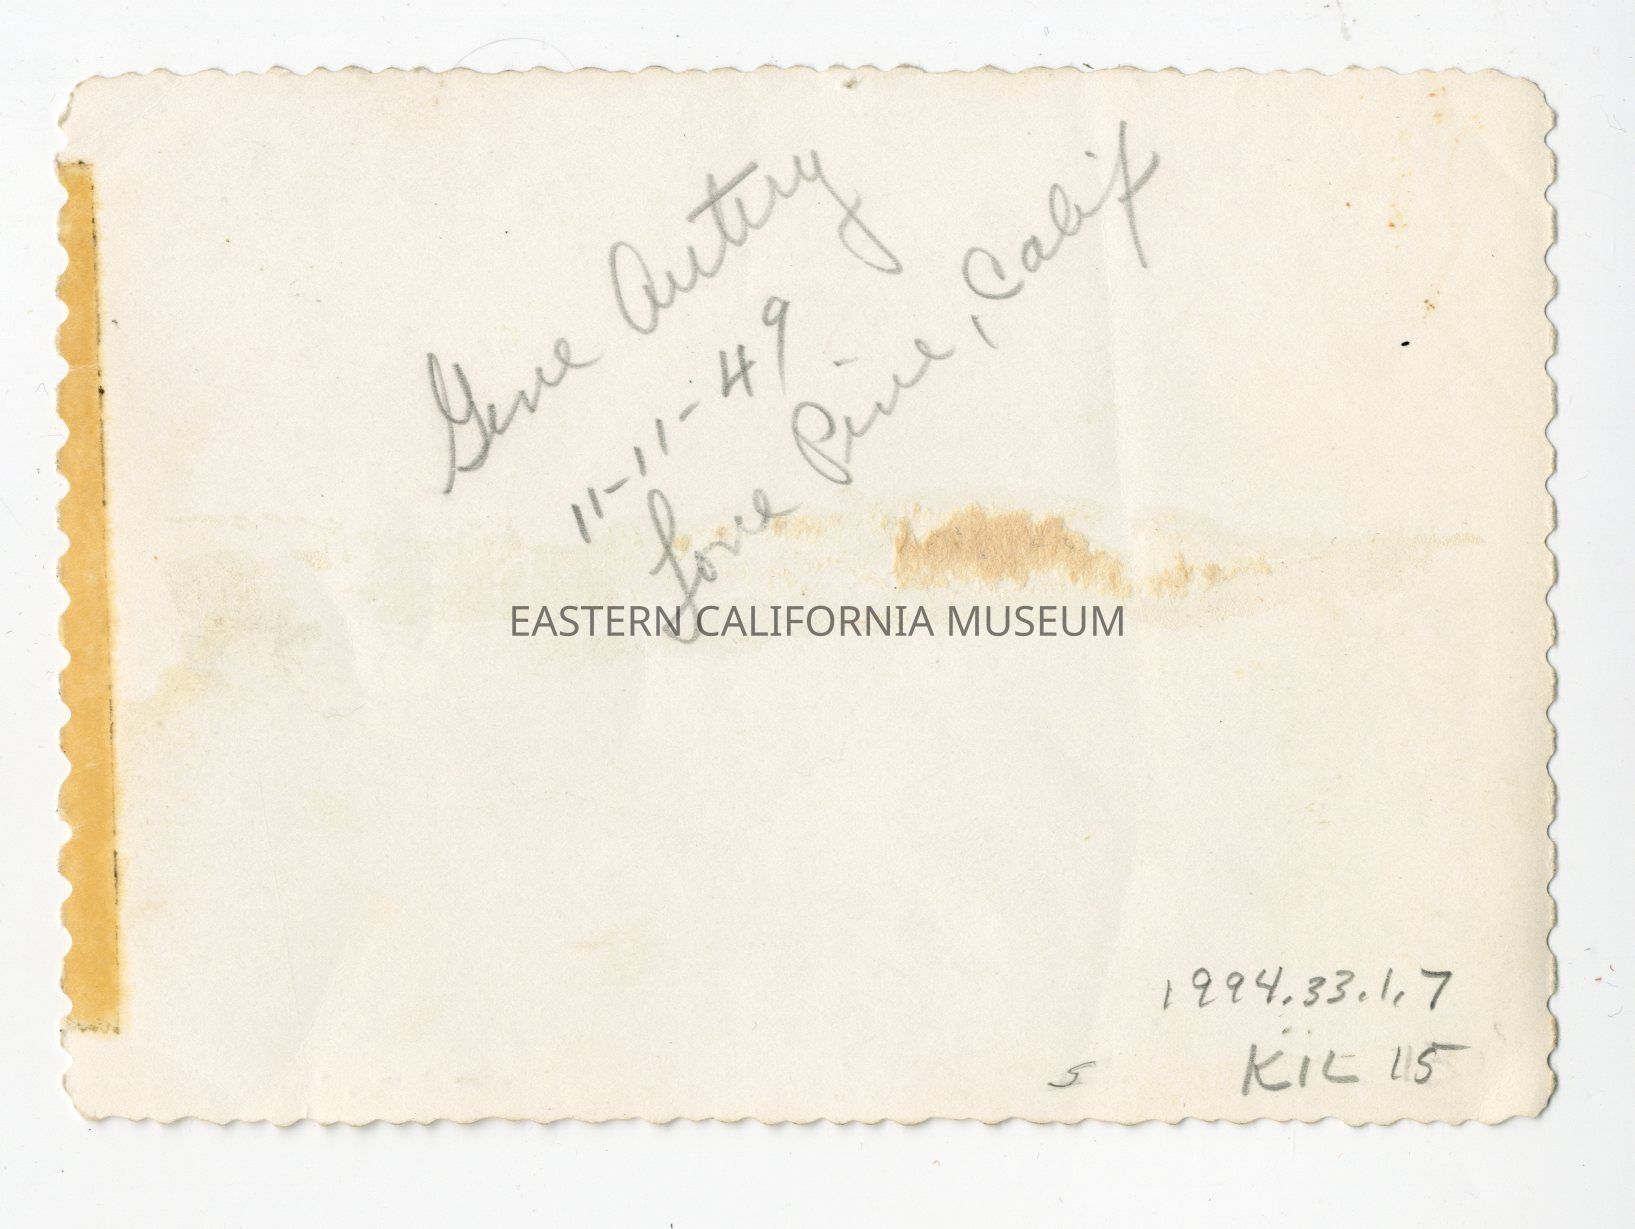 Gene Autry
11-11-49
Lone Pine, Calif
EASTERN CALIFORNIA MUSEUM
1994.33.1.7
5
KIL 115